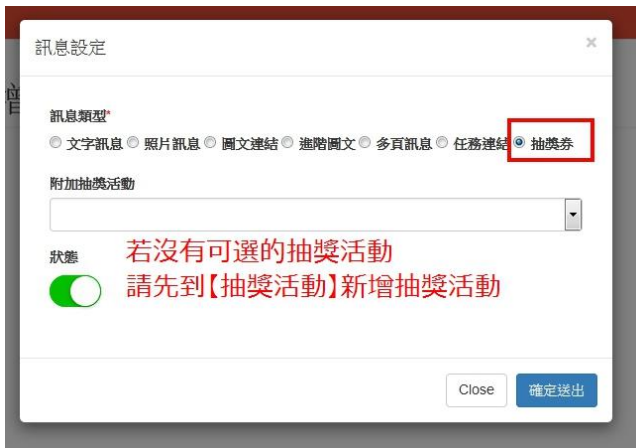 訊息設定
×
訊息類型*
文字訊息 照片訊息 圖文連結 進階圖文 多頁訊息 任務連結 抽獎券
附加抽獎活動
狀態
若沒有可選的抽獎活動
請先到【抽獎活動】新增抽獎活動
Close 確定送出